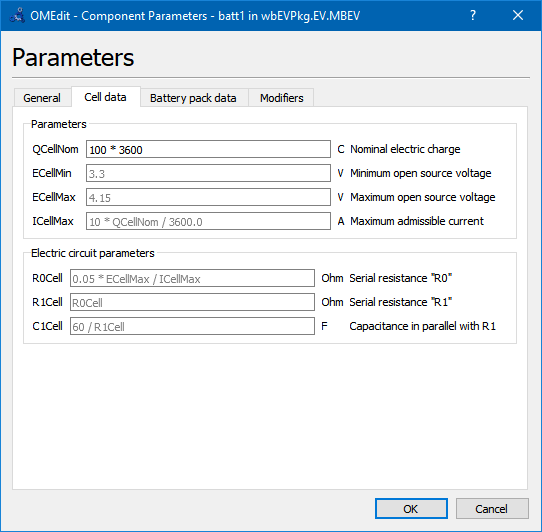 OMEdit - Component Parameters - batt1 in wbEVPkg.EV.MBEV
Parameters
General Cell data Battery pack data Modifiers
Parameters
QCellNom 100 * 3600 C Nominal electric charge
ECellMin 3.3 V Minimum open source voltage
ECellMax 4.15 V Maximum open source voltage
ICellMax 10 * QCellNom / 3600.0 A Maximum admissible current
Electric circuit parameters
R0Cell 0.05 * ECellMax / ICellMax Ohm Serial resistance "R0"
R1Cell R0Cell Ohm Serial resistance "R1"
C1Cell 60 / R1Cell F Capacitance in parallel with R1
OK Cancel